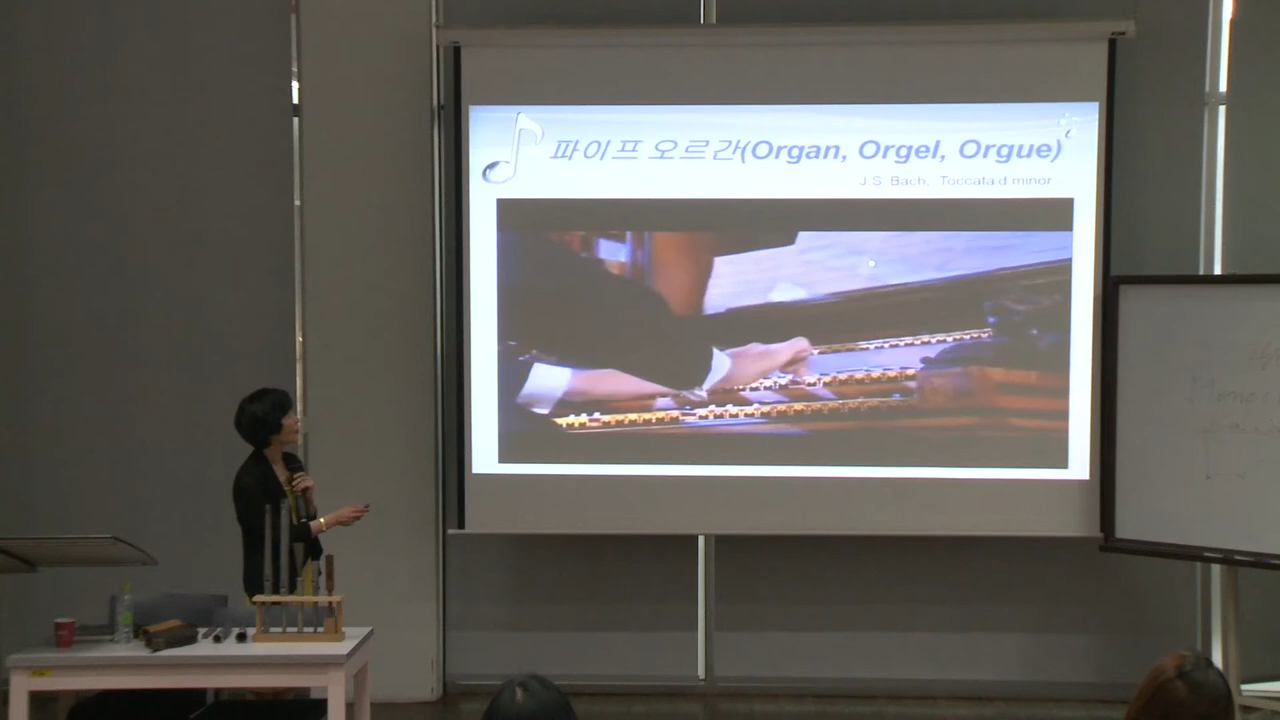 파이프 오르간(Organ, Orgel, Orgue)
J.S. Bach, Toccata d minor